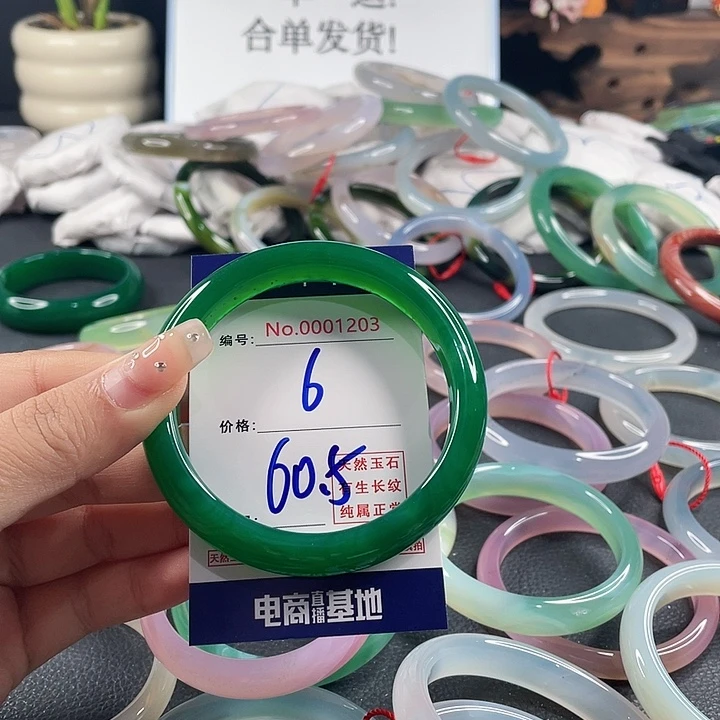 合单发货!
编号: No.0001203
6
价格:
60.5
天然玉石
有生长纹
纯属正常
电商直播基地